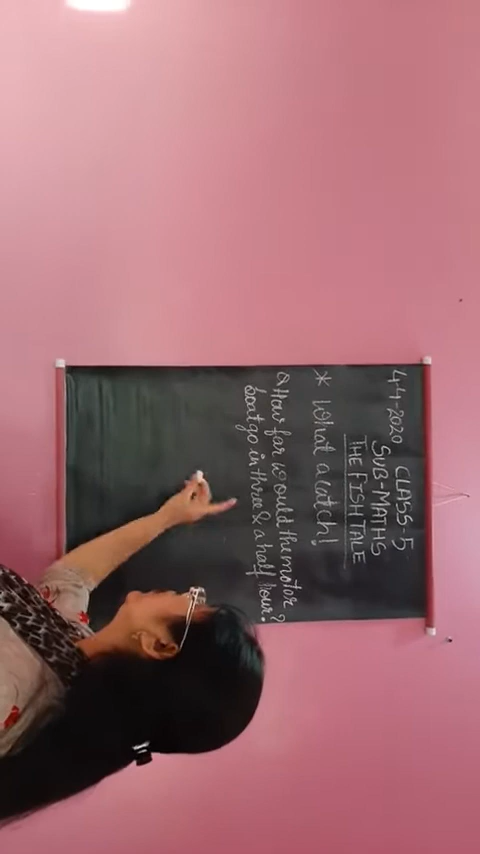 4-4-2020 CLASS-5
SUB-MATHS
THE FISH TALE
* What a catch!
Q How far would the motor
boat go in three & a half hour?